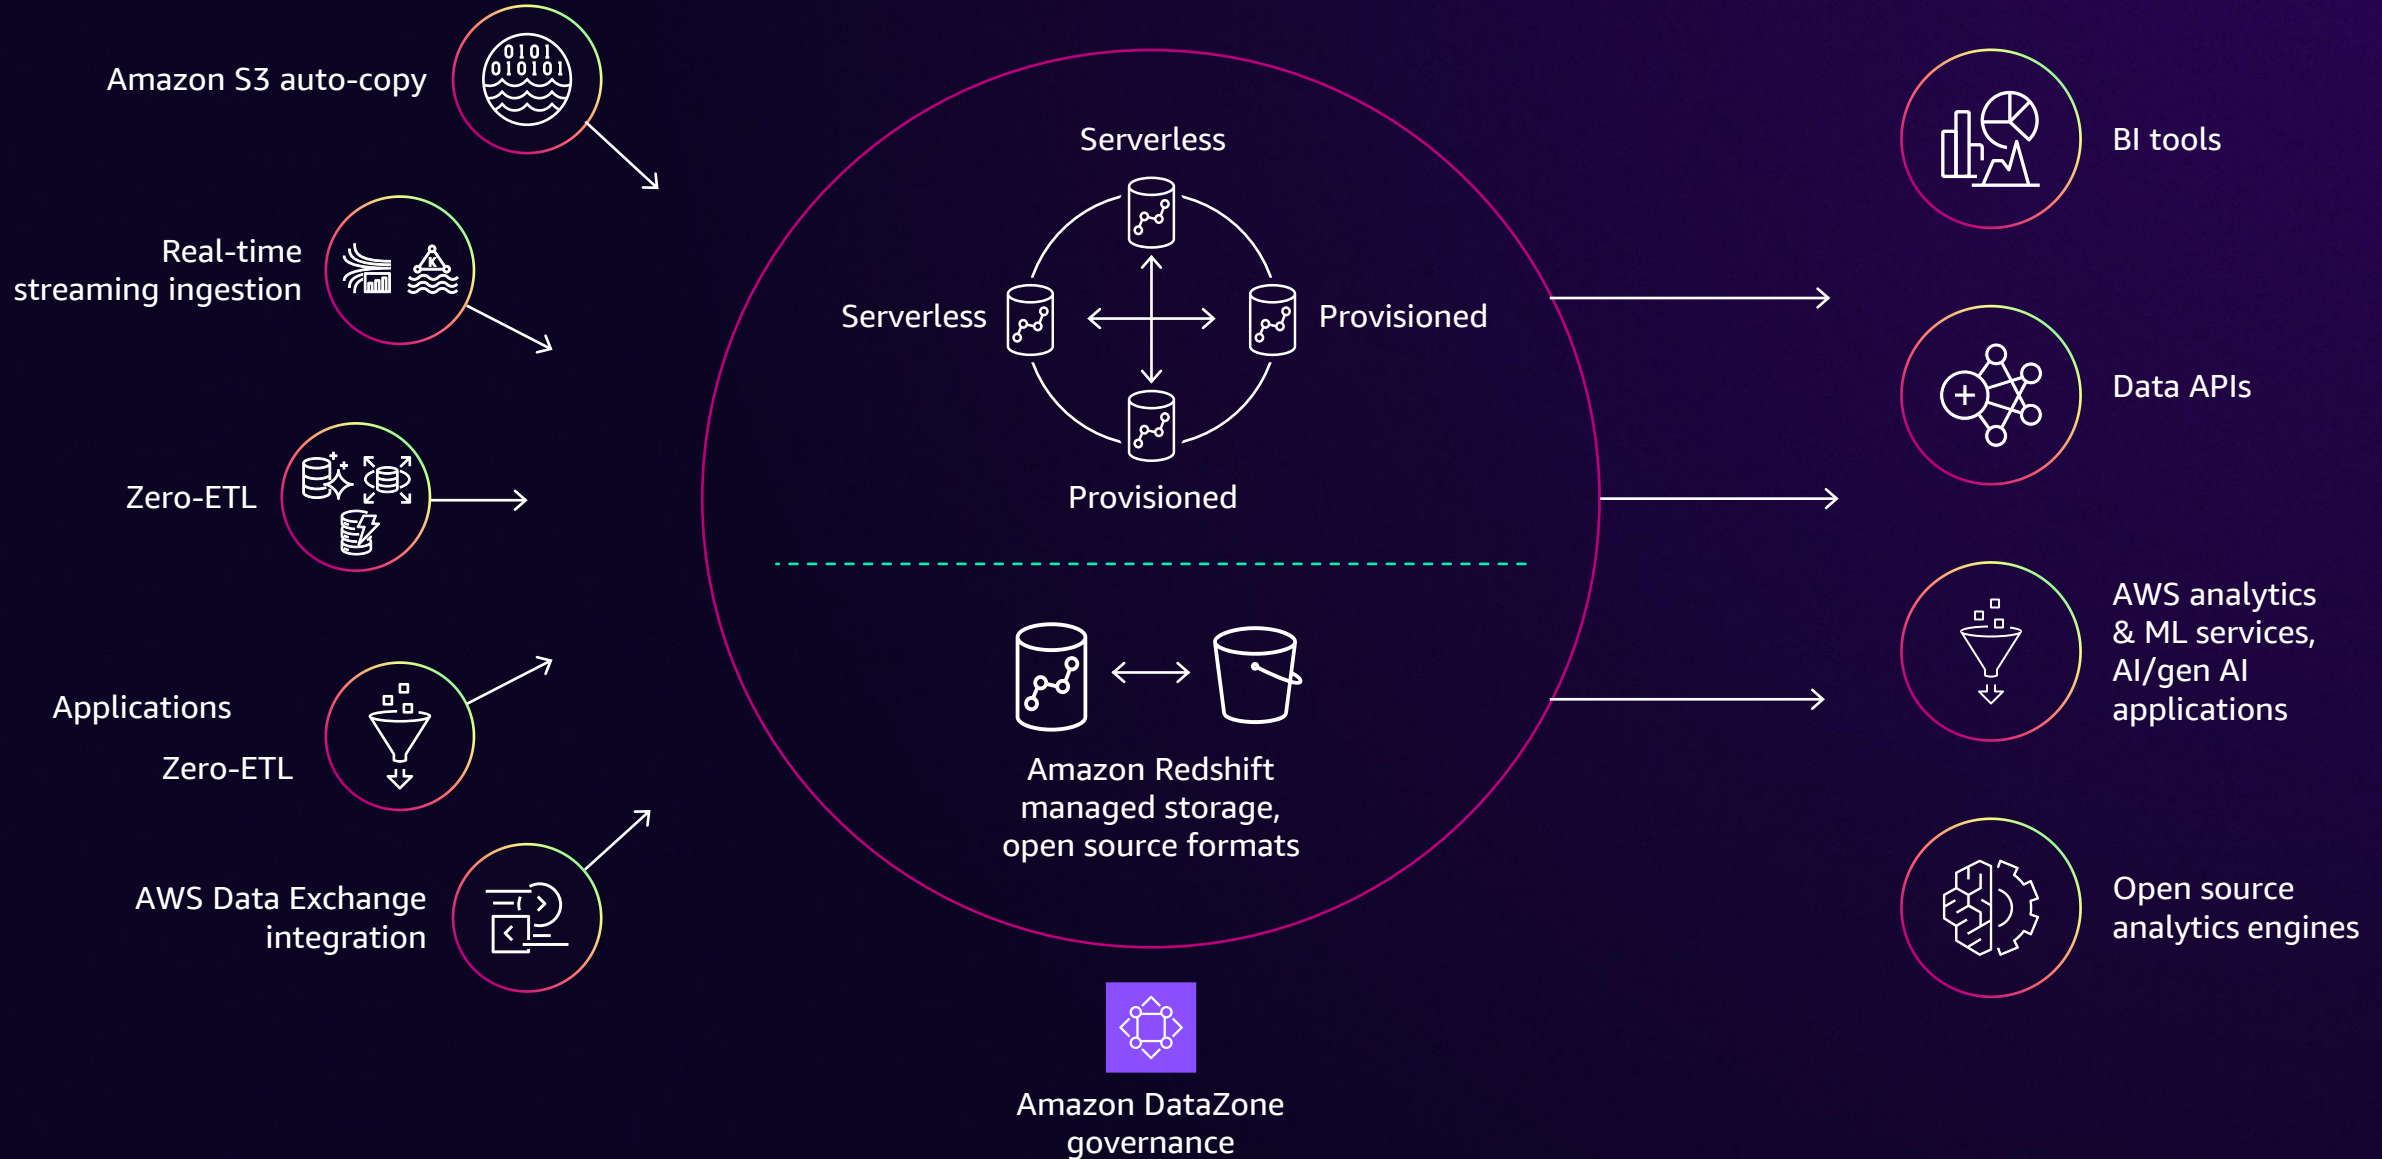 Amazon S3 auto-copy
0101
010101
Real-time
streaming ingestion
K
Zero-ETL
Applications
Zero-ETL
AWS Data Exchange
integration
Serverless
Serverless
Provisioned
Provisioned
Amazon Redshift
managed storage,
open source formats
Amazon DataZone
governance
BI tools
Data APIs
AWS analytics
& ML services,
AI/gen AI
applications
Open source
analytics engines